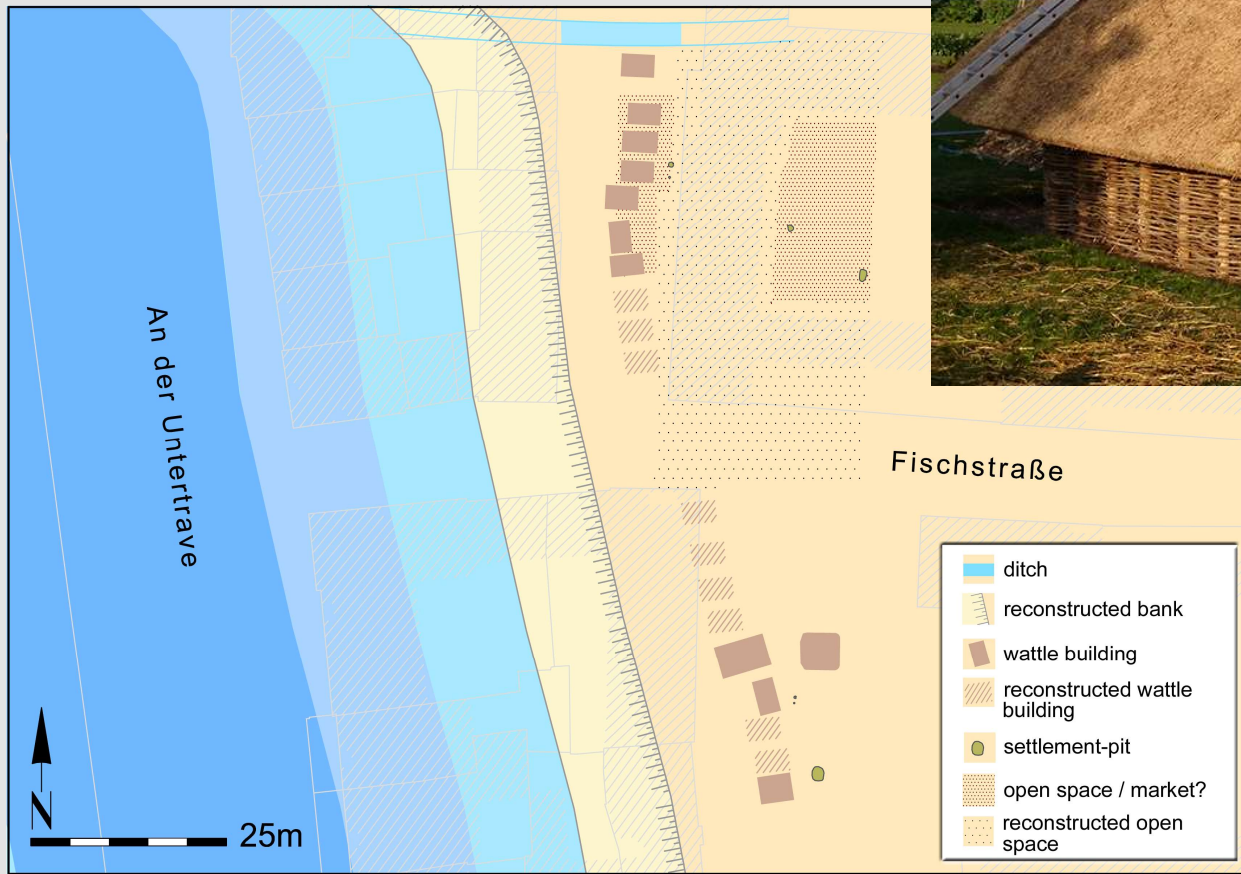 An der Untertrave
Fischstraße
N
25m
ditch
reconstructed bank
wattle building
reconstructed wattle
building
settlement-pit
open space / market?
reconstructed open
space